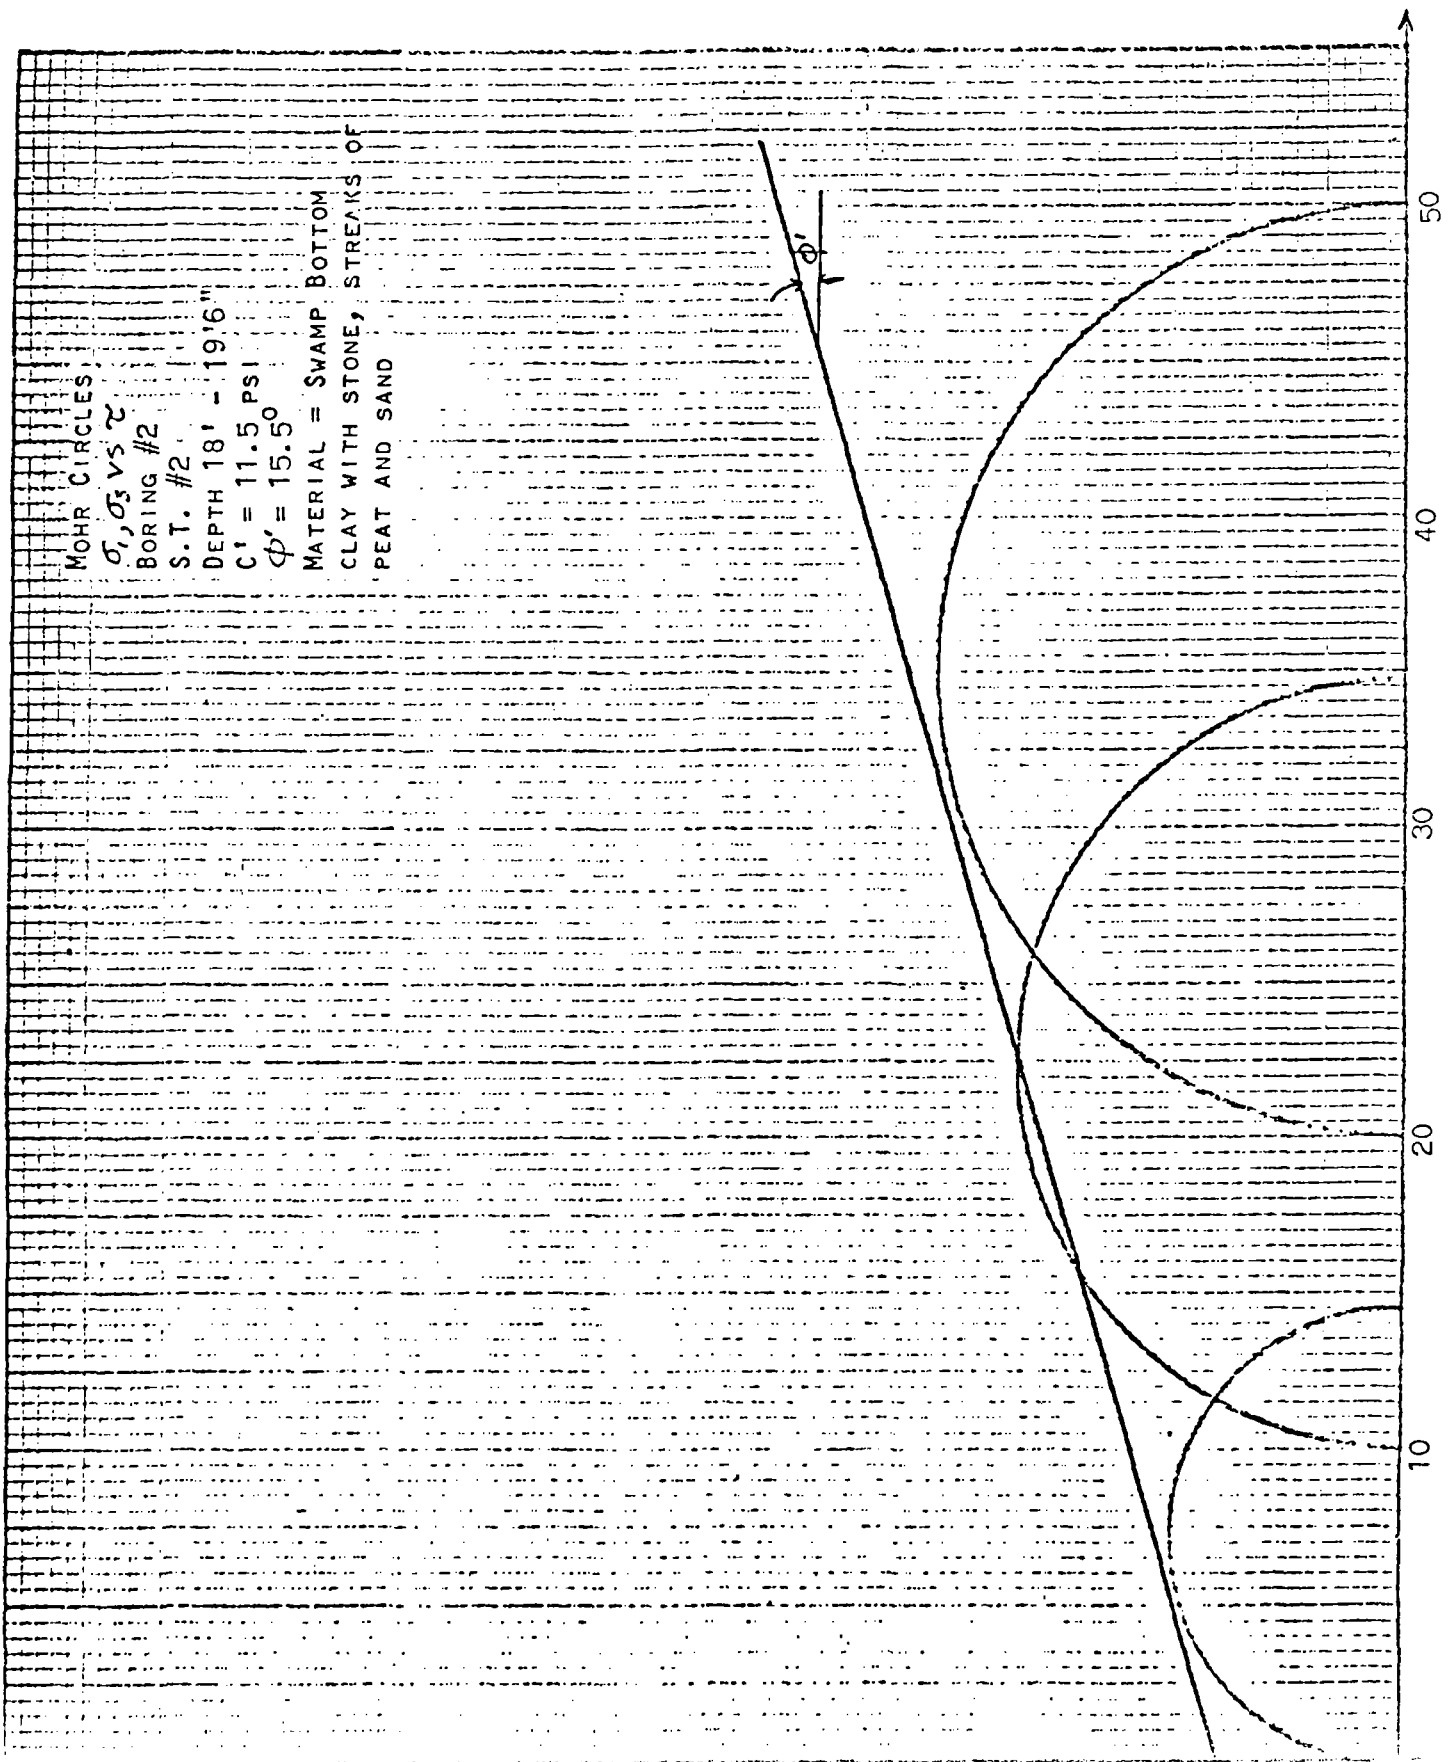 MOHR CIRCLES
σ₁, σ₃ VS τ
BORING #2
S.T. #2
DEPTH 18' - 19'6"
C' = 11.5 PSI
φ' = 15.5°
MATERIAL = SWAMP BOTTOM
CLAY WITH STONE, STREAKS OF
PEAT AND SAND
φ'
10
20
30
40
50